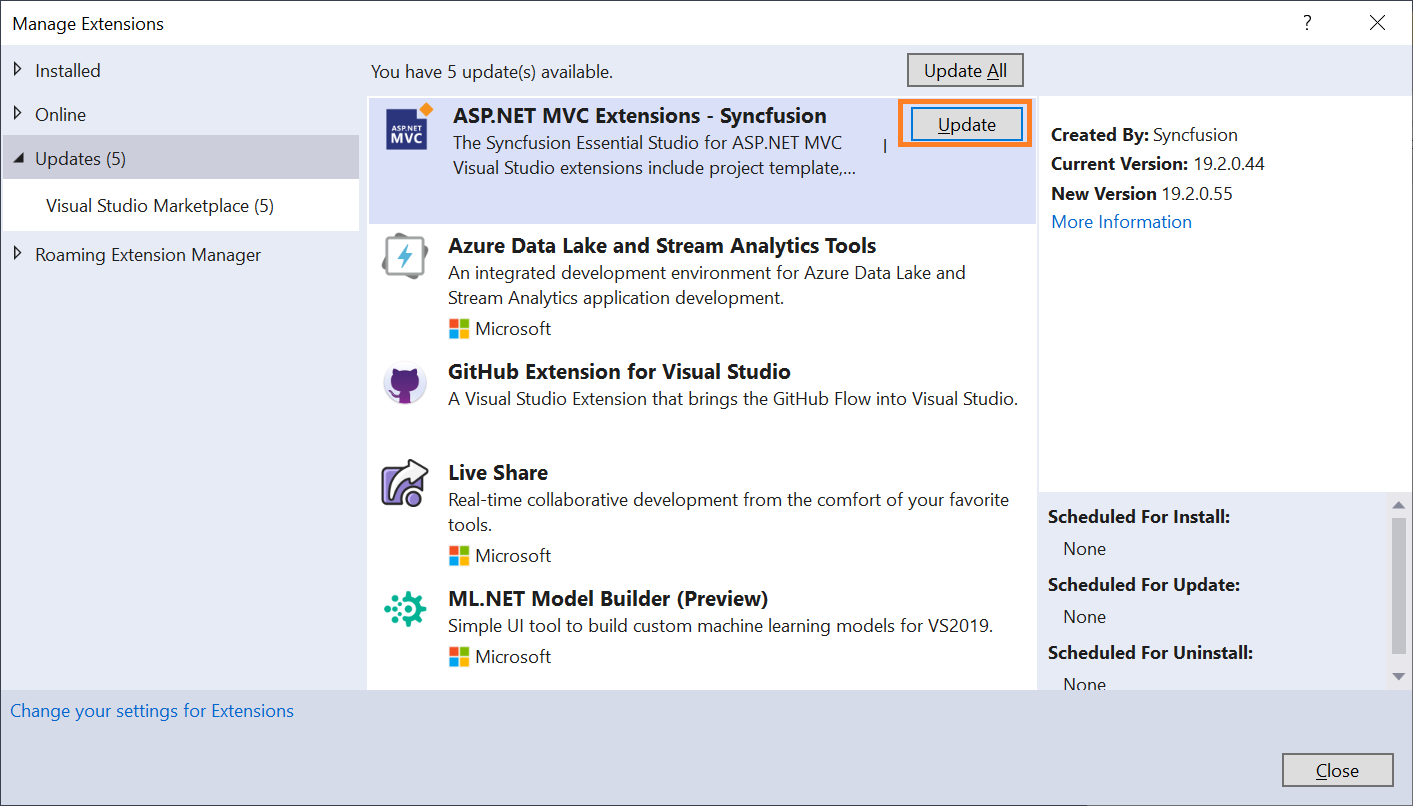 Manage Extensions
?
Installed
Online
Updates (5)
Visual Studio Marketplace (5)
Roaming Extension Manager
You have 5 update(s) available.
Update All
ASP.NET
MVC
ASP.NET MVC Extensions - Syncfusion
The Syncfusion Essential Studio for ASP.NET MVC
Visual Studio extensions include project template,...
Update
Azure Data Lake and Stream Analytics Tools
An integrated development environment for Azure Data Lake and
Stream Analytics application development.
Microsoft
GitHub Extension for Visual Studio
A Visual Studio Extension that brings the GitHub Flow into Visual Studio.
Live Share
Real-time collaborative development from the comfort of your favorite
tools.
Microsoft
ML.NET Model Builder (Preview)
Simple UI tool to build custom machine learning models for VS2019.
Microsoft
Created By: Syncfusion
Current Version: 19.2.0.44
New Version 19.2.0.55
More Information
Scheduled For Install:
None
Scheduled For Update:
None
Scheduled For Uninstall:
None
Change your settings for Extensions
Close